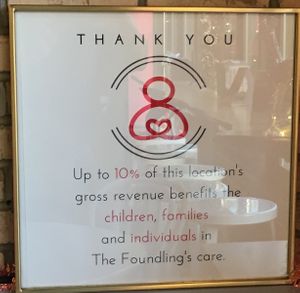 THANK YOU
Up to 10% of this location's
gross revenue benefits the
children, families
and individuals in
The Foundling's care.